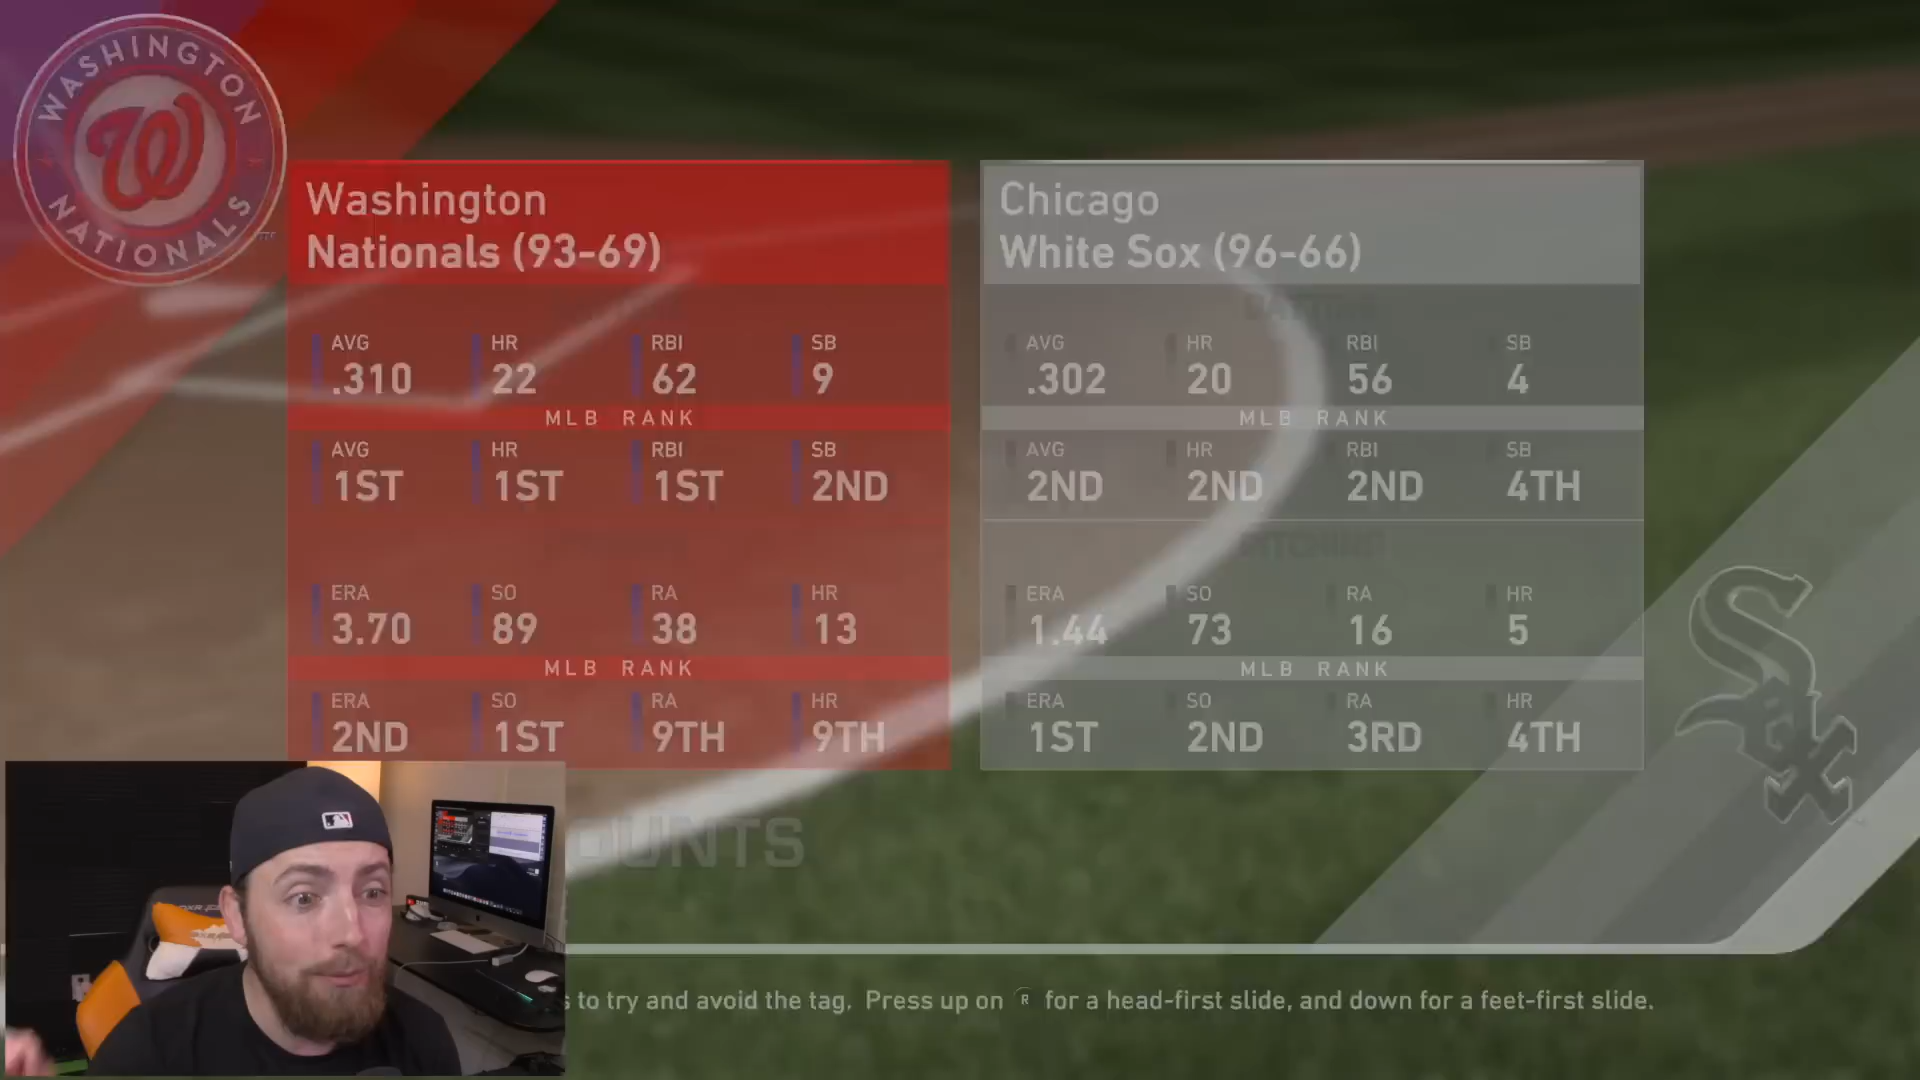 WASHINGTON
NATIONALS
Washington
Nationals (93-69)
AVG HR RBI SB
.310 22 62 9
MLB RANK
AVG HR RBI SB
1ST 1ST 1ST 2ND
ERA SO RA HR
3.70 89 38 13
MLB RANK
ERA SO RA HR
2ND 1ST 9TH 9TH
Chicago
White Sox (96-66)
BATTING
AVG HR RBI SB
.302 20 56 4
MLB RANK
AVG HR RBI SB
2ND 2ND 2ND 4TH
PITCHING
ERA SO RA HR
1.44 73 16 5
MLB RANK
ERA SO RA HR
1ST 2ND 3RD 4TH
SOX
OUNTS
s to try and avoid the tag. Press up on R for a head-first slide, and down for a feet-first slide.